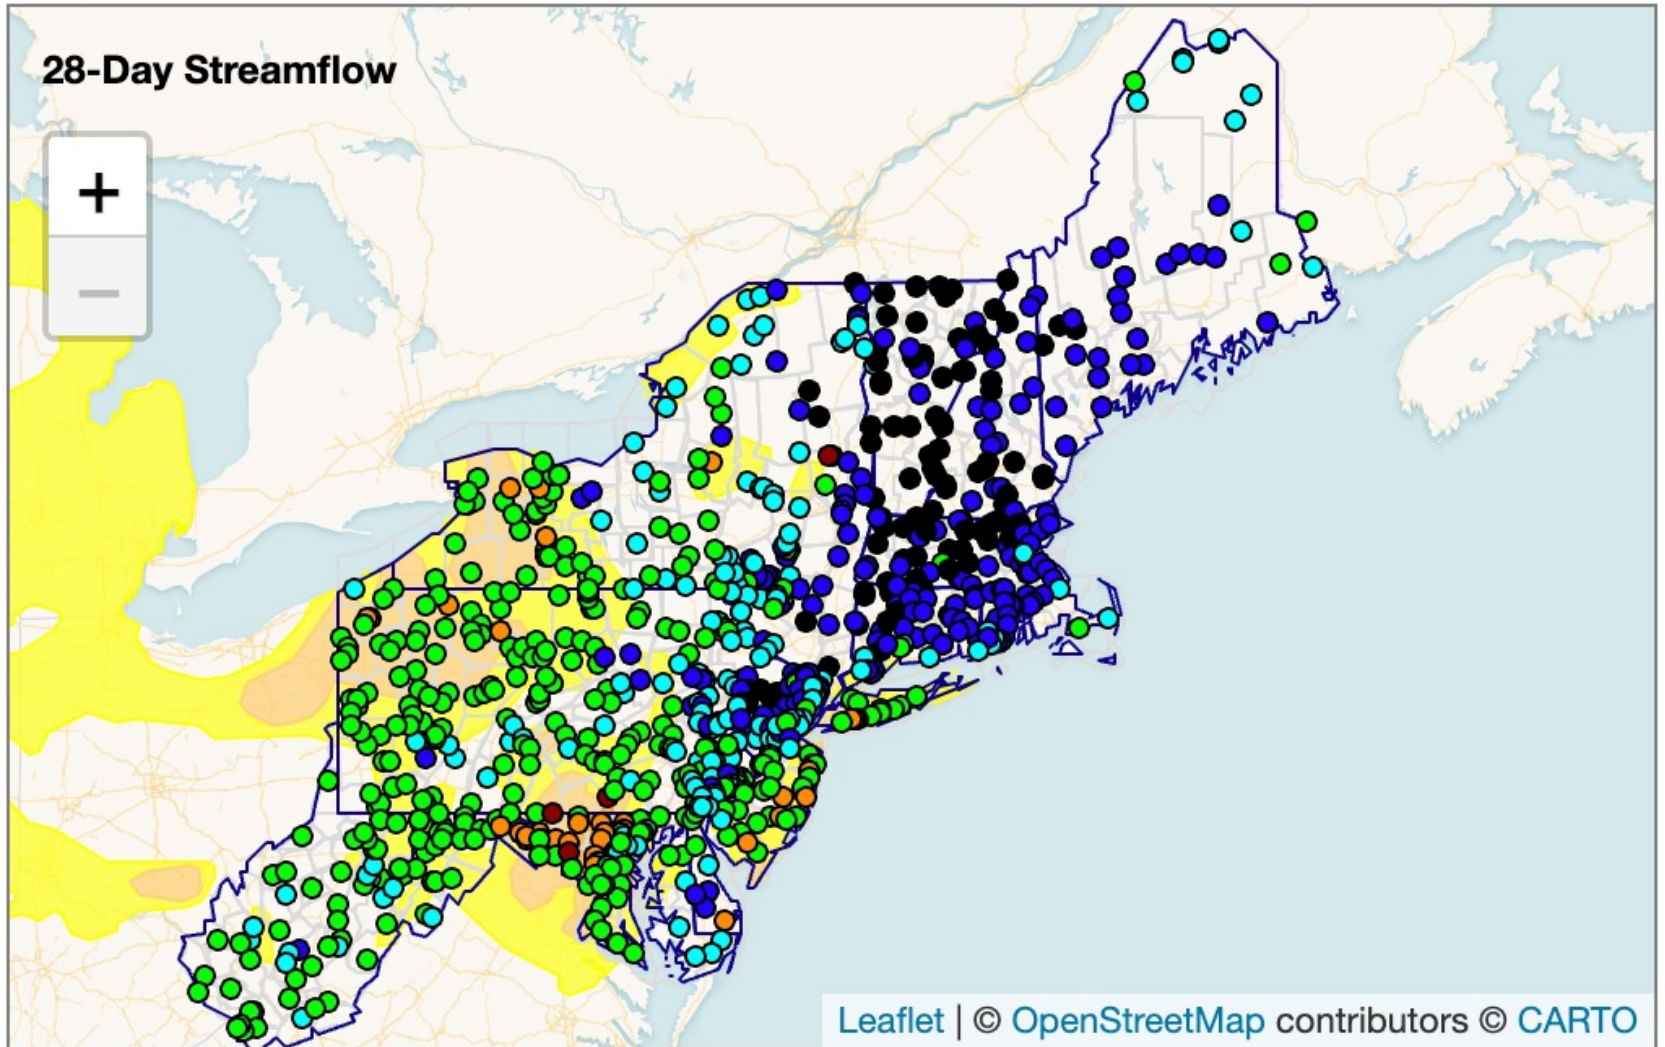 28-Day Streamflow
+
−
Leaflet | © OpenStreetMap contributors © CARTO